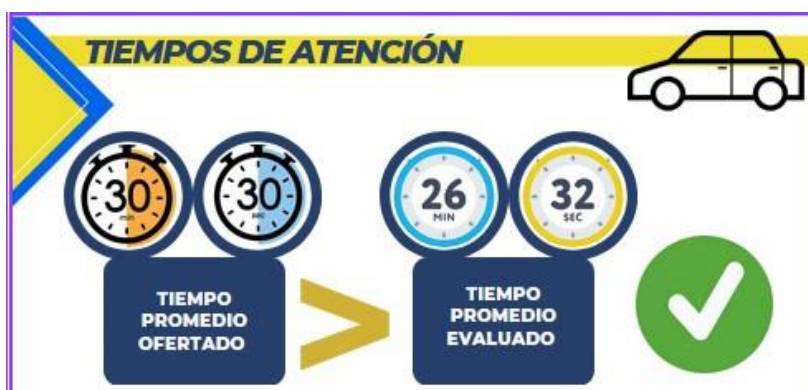 TIEMPOS DE ATENCIÓN
30 min 30 sec 26 MIN 32 SEC
TIEMPO
PROMEDIO
OFERTADO
>
TIEMPO
PROMEDIO
EVALUADO